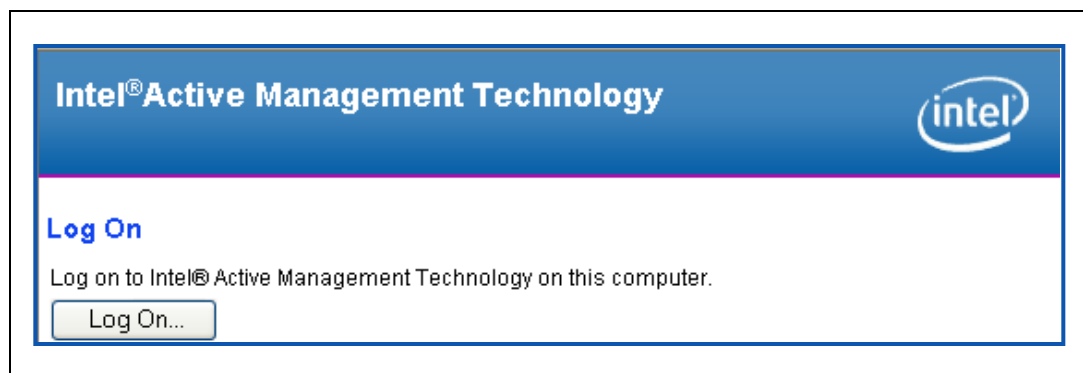 Intel®Active Management Technology
intel
Log On
Log on to Intel® Active Management Technology on this computer.
Log On...